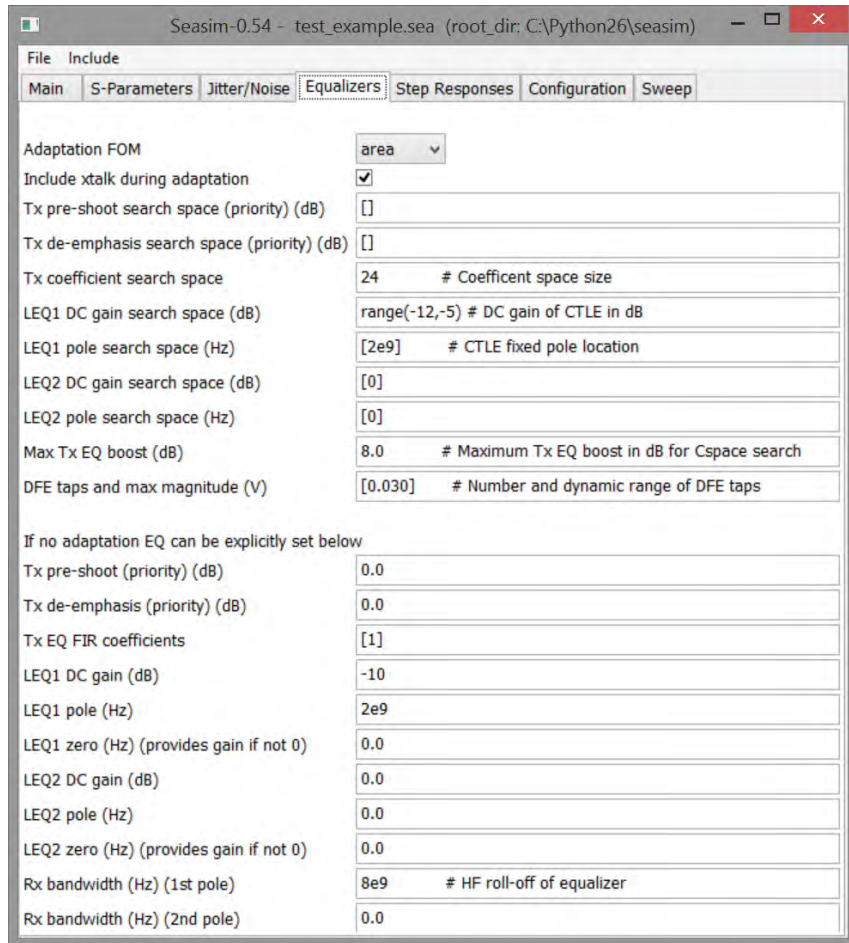 Seasim-0.54 - test_example.sea (root_dir: C:\Python26\seasim)
File Include
Main S-Parameters Jitter/Noise Equalizers Step Responses Configuration Sweep
Adaptation FOM area
Include xtalk during adaptation
Tx pre-shoot search space (priority) (dB) []
Tx de-emphasis search space (priority) (dB) []
Tx coefficient search space 24 # Coefficent space size
LEQ1 DC gain search space (dB) range(-12,-5) # DC gain of CTLE in dB
LEQ1 pole search space (Hz) [2e9] # CTLE fixed pole location
LEQ2 DC gain search space (dB) [0]
LEQ2 pole search space (Hz) [0]
Max Tx EQ boost (dB) 8.0 # Maximum Tx EQ boost in dB for Cspace search
DFE taps and max magnitude (V) [0.030] # Number and dynamic range of DFE taps
If no adaptation EQ can be explicitly set below
Tx pre-shoot (priority) (dB) 0.0
Tx de-emphasis (priority) (dB) 0.0
Tx EQ FIR coefficients [1]
LEQ1 DC gain (dB) -10
LEQ1 pole (Hz) 2e9
LEQ1 zero (Hz) (provides gain if not 0) 0.0
LEQ2 DC gain (dB) 0.0
LEQ2 pole (Hz) 0.0
LEQ2 zero (Hz) (provides gain if not 0) 0.0
Rx bandwidth (Hz) (1st pole) 8e9 # HF roll-off of equalizer
Rx bandwidth (Hz) (2nd pole) 0.0